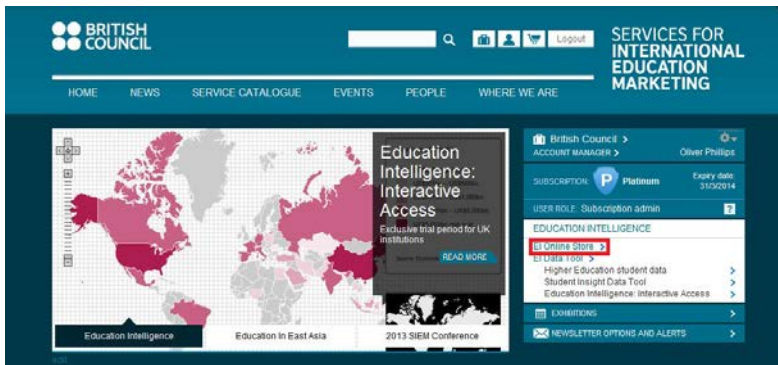 BRITISH
COUNCIL
Logout
SERVICES FOR
INTERNATIONAL
EDUCATION
MARKETING
HOME NEWS SERVICE CATALOGUE EVENTS PEOPLE WHERE WE ARE
Education
Intelligence:
Interactive
Access
Exclusive trial period for UK
institutions
READ MORE
Education Intelligence Education In East Asia 2013 SIEM Conference
British Council >
ACCOUNT MANAGER > Oliver Phillips
SUBSCRIPTION: P Platinum Expiry date:
31/3/2014
USER ROLE: Subscription admin ?
EDUCATION INTELLIGENCE
EI Online Store >
EI Data Tool >
Higher Education student data >
Student Insight Data Tool >
Education Intelligence: Interactive Access >
EXHIBITIONS >
NEWSLETTER OPTIONS AND ALERTS >